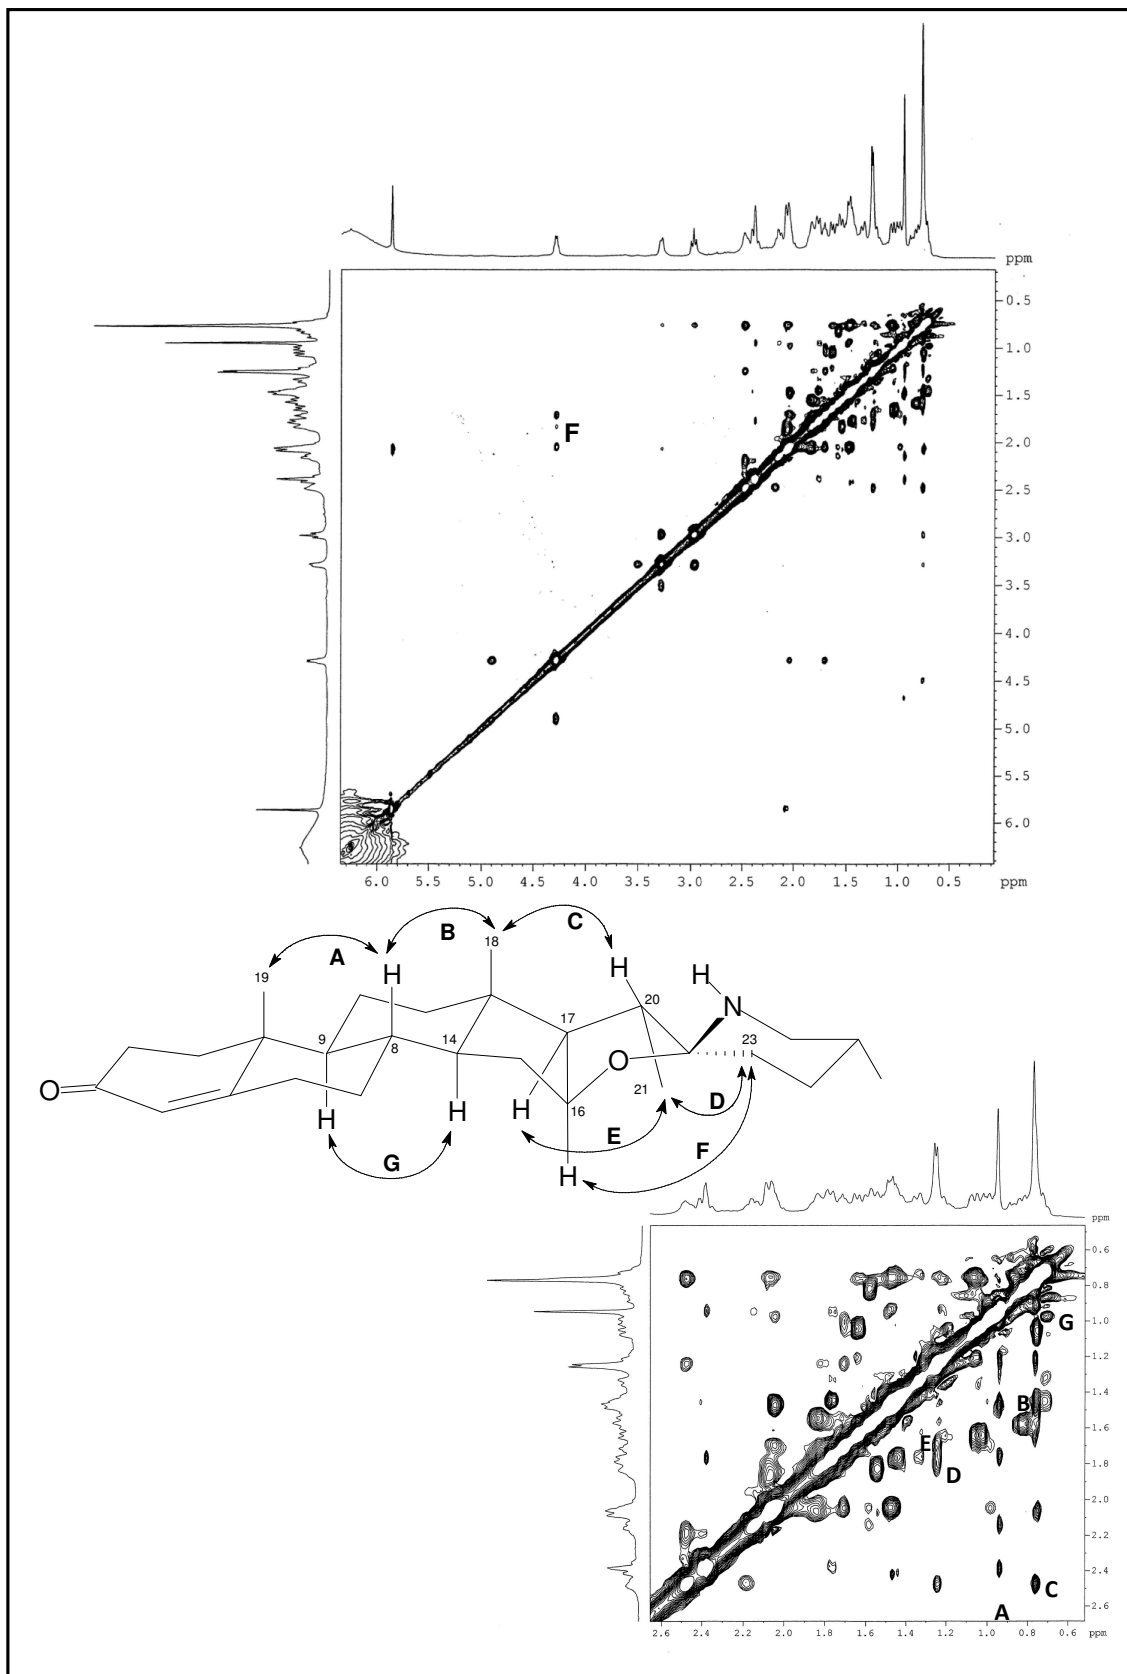 ppm
0.5
1.0
1.5
F
2.0
2.5
3.0
3.5
4.0
4.5
5.0
5.5
6.0
6.0 5.5 5.0 4.5 4.0 3.5 3.0 2.5 2.0 1.5 1.0 0.5 ppm
A B C
18
19 H H H
20
N
17
9 8 14 O 23
O
21
H H H 16 D
E
G F
H
ppm
0.6
0.8
1.0
G
1.2
1.4
B
1.6
E
D
1.8
2.0
2.2
2.4
C
2.6
A
2.6 2.4 2.2 2.0 1.8 1.6 1.4 1.2 1.0 0.8 0.6 ppm